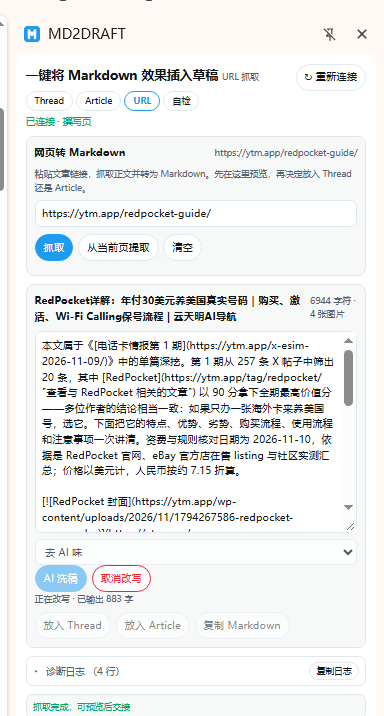 MD2DRAFT
一键将 Markdown 效果插入草稿 URL 抓取
↻ 重新连接
Thread Article URL 自检
已连接 · 撰写页
网页转 Markdown
https://ytm.app/redpocket-guide/
粘贴文章链接，抓取正文并转为 Markdown。先在这里预览，再决定放入 Thread
还是 Article。
https://ytm.app/redpocket-guide/
抓取 从当前页提取 清空
RedPocket详解：年付30美元养美国真实号码｜购买、激
活、Wi-Fi Calling保号流程｜云天明AI导航
6944 字符 ·
4 张图片
本文属于《[电话卡情报第 1 期](https://ytm.app/x-esim-
2026-11-09/)》中的单篇深挖。第 1 期从 257 条 X 帖子中筛出
20 条，其中 [RedPocket](https://ytm.app/tag/redpocket/
"查看与 RedPocket 相关的文章") 以 90 分拿下全期最高价值分
——多位作者的结论相当一致：如果只办一张海外卡来养美国
号，选它。下面把它的特点、优势、劣势、购买流程、使用流程
和注意事项一次讲清。资费与规则核对日期为 2026-11-10，依
据是 RedPocket 官网、eBay 官方店在售 listing 与社区实测汇
总；价格以美元计，人民币按约 7.15 折算。
[![RedPocket 封面](https://ytm.app/wp-
content/uploads/2026/11/1794267586-redpocket-
去 AI 味
AI 洗稿 取消改写
正在改写 · 已输出 883 字
放入 Thread 放入 Article 复制 Markdown
诊断日志（4 行）
复制日志
抓取完成，可预览后交接